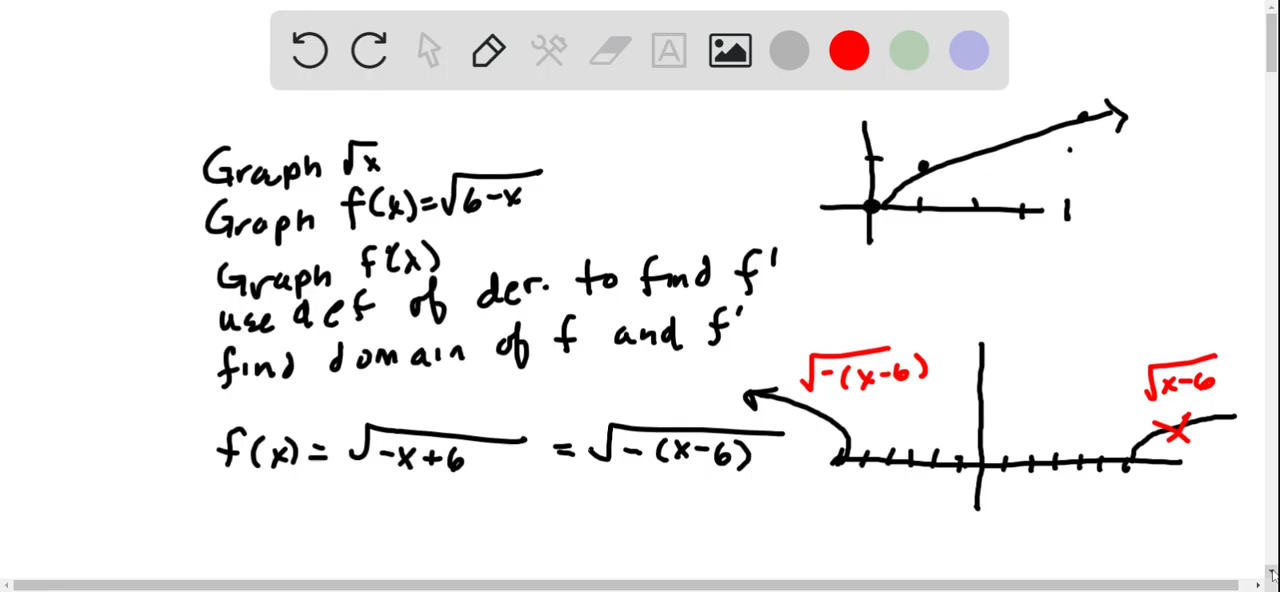 A
Graph √x
Graph f(x)=√6-x
Graph f'(x)
use def of der. to find f'
find domain of f and f'
√-(x-6)
√x-6
f(x) = √-x+6 = √-(x-6)